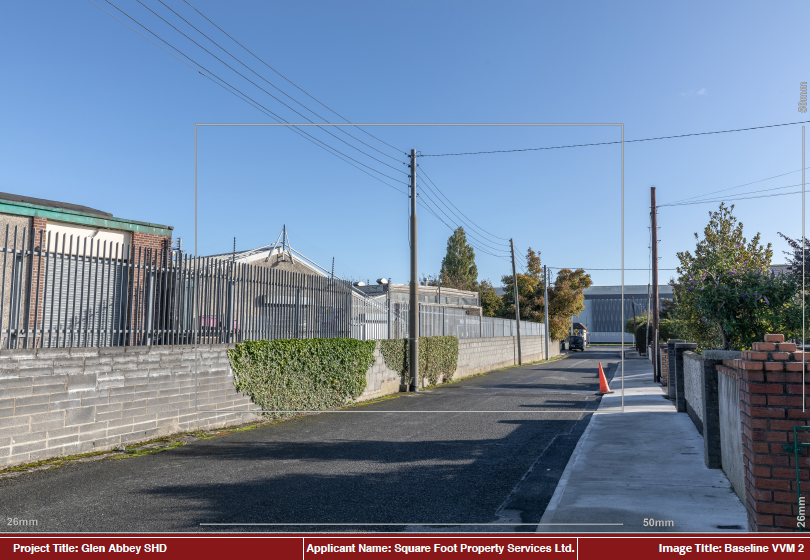 50mm
26mm
50mm
26mm
Project Title: Glen Abbey SHD
Applicant Name: Square Foot Property Services Ltd.
Image Title: Baseline VVM 2